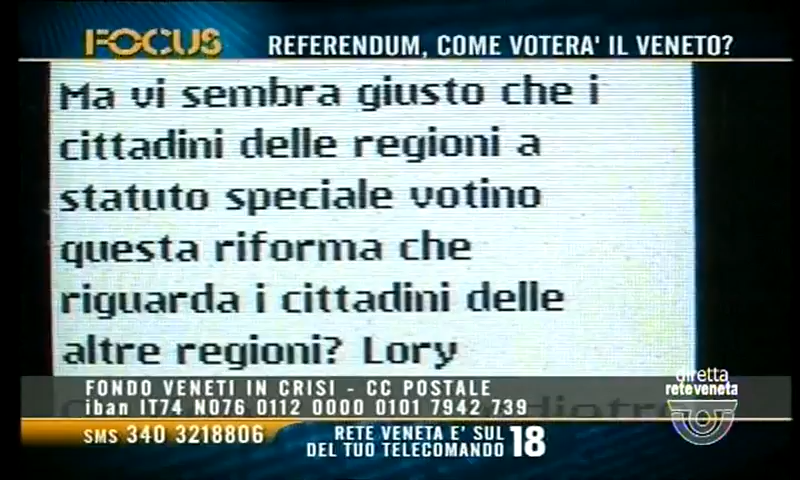 FOCUS
REFERENDUM, COME VOTERA' IL VENETO?
Ma vi sembra giusto che i
cittadini delle regioni a
statuto speciale votino
questa riforma che
riguarda i cittadini delle
altre regioni? Lory
diretta
reteveneta
FONDO VENETI IN CRISI - CC POSTALE
iban IT74 N076 0112 0000 0101 7942 739
SMS 340 3218806
RETE VENETA E' SUL
DEL TUO TELECOMANDO 18